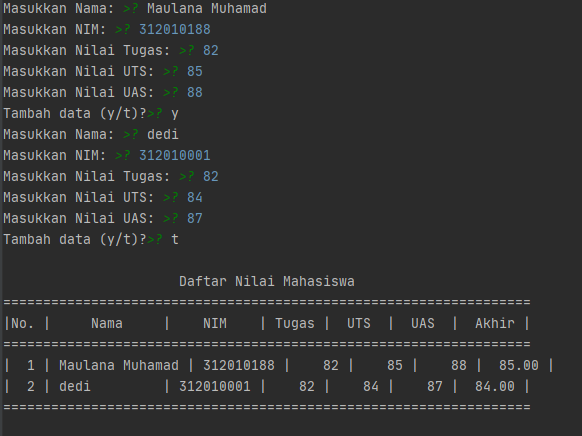 Masukkan Nama: >? Maulana Muhamad
Masukkan NIM: >? 312010188
Masukkan Nilai Tugas: >? 82
Masukkan Nilai UTS: >? 85
Masukkan Nilai UAS: >? 88
Tambah data (y/t)?>? y
Masukkan Nama: >? dedi
Masukkan NIM: >? 312010001
Masukkan Nilai Tugas: >? 82
Masukkan Nilai UTS: >? 84
Masukkan Nilai UAS: >? 87
Tambah data (y/t)?>? t
Daftar Nilai Mahasiswa
==================================================================
|No. |     Nama     |    NIM    | Tugas |  UTS  |  UAS  |  Akhir |
==================================================================
|  1 | Maulana Muhamad | 312010188 |    82 |    85 |    88 |  85.00 |
|  2 | dedi         | 312010001 |    82 |    84 |    87 |  84.00 |
==================================================================